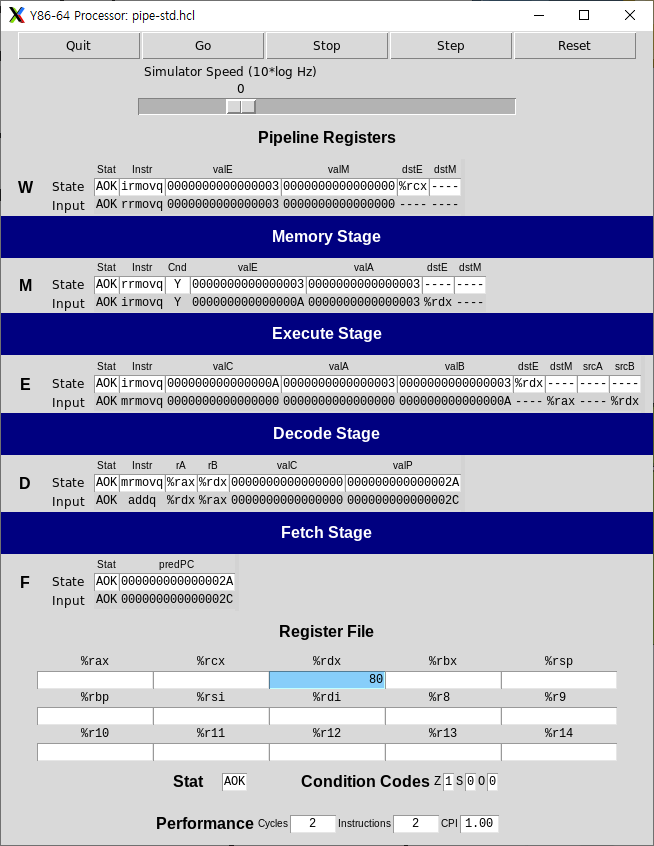 Y86-64 Processor: pipe-std.hcl
Quit Go Stop Step Reset
Simulator Speed (10*log Hz)
0
Pipeline Registers
Stat Instr valE valM dstE dstM
W State AOK irmovq 0000000000000003 0000000000000000 %rcx ----
Input AOK rrmovq 0000000000000003 0000000000000000 ---- ----
Memory Stage
Stat Instr Cnd valE valA dstE dstM
M State AOK rrmovq Y 0000000000000003 0000000000000003 ---- ----
Input AOK irmovq Y 000000000000000A 0000000000000003 %rdx ----
Execute Stage
Stat Instr valC valA valB dstE dstM srcA srcB
E State AOK irmovq 000000000000000A 0000000000000003 0000000000000003 %rdx ---- ---- ----
Input AOK mrmovq 0000000000000000 0000000000000000 000000000000000A ---- %rax ---- %rdx
Decode Stage
Stat Instr rA rB valC valP
D State AOK mrmovq %rax %rdx 0000000000000000 000000000000002A
Input AOK addq %rdx %rax 0000000000000000 000000000000002C
Fetch Stage
Stat predPC
F State AOK 000000000000002A
Input AOK 000000000000002C
Register File
%rax %rcx %rdx %rbx %rsp
80
%rbp %rsi %rdi %r8 %r9
%r10 %r11 %r12 %r13 %r14
Stat AOK Condition Codes Z 1 S 0 O 0
Performance Cycles 2 Instructions 2 CPI 1.00